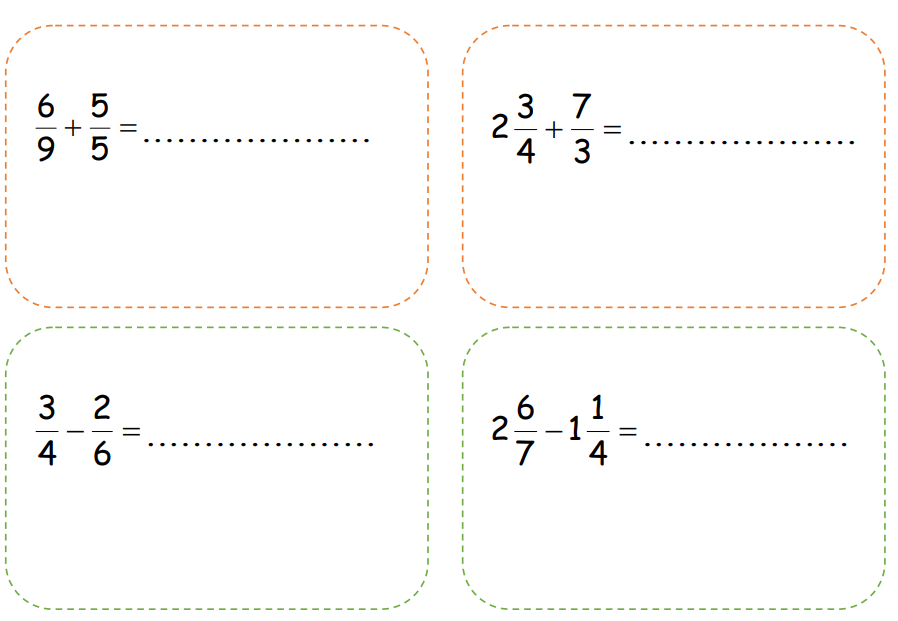 6/9 + 5/5 = ....................
2 3/4 + 7/3 = ....................
3/4 − 2/6 = ....................
2 6/7 − 1 1/4 = ..................